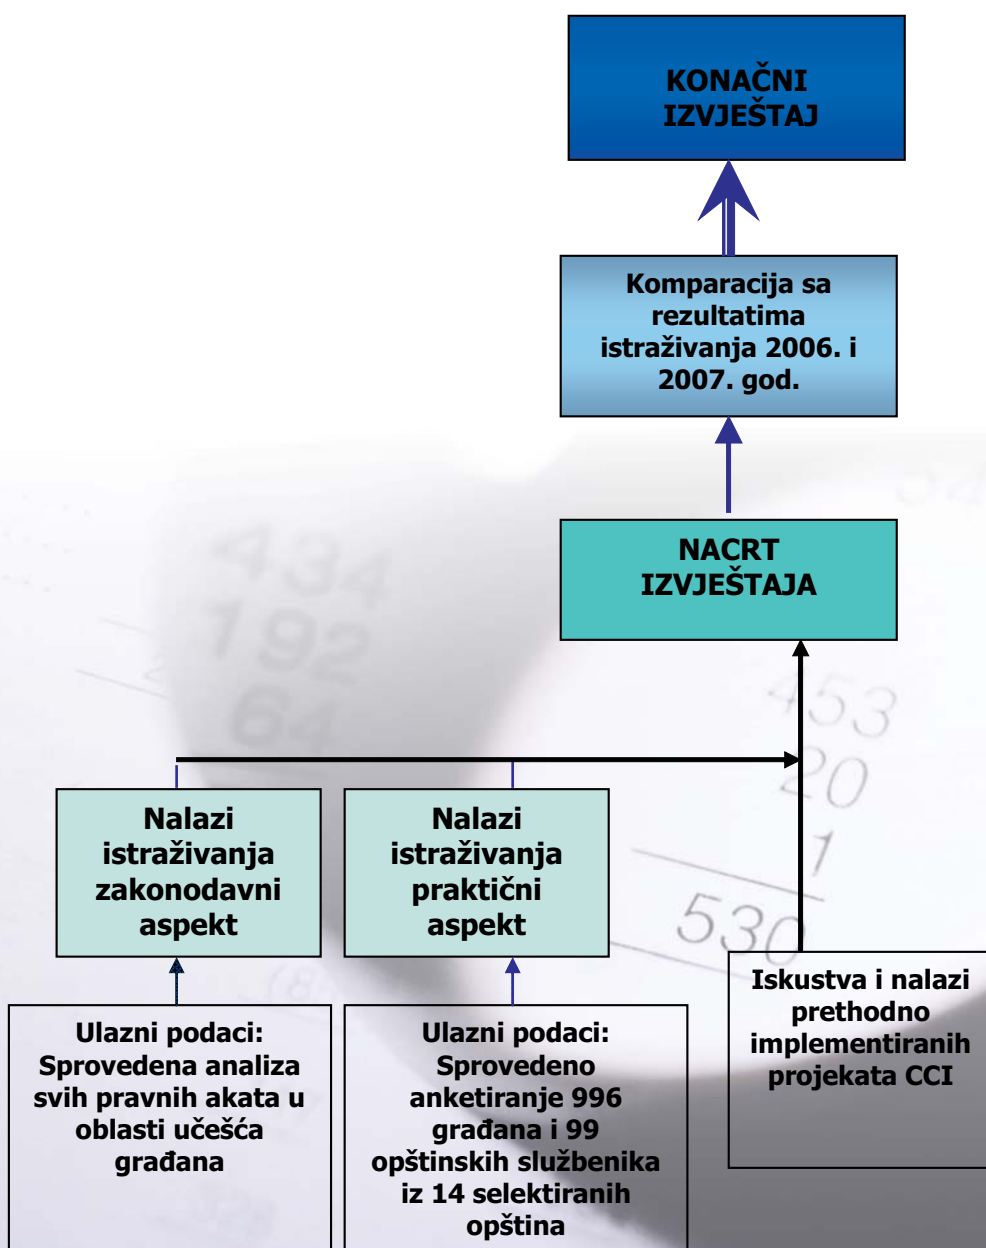 KONAČNI
IZVJEŠTAJ
Komparacija sa
rezultatima
istraživanja 2006. i
2007. god.
NACRT
IZVJEŠTAJA
434
192
64
453
20
1
530
Nalazi
istraživanja
zakonodavni
aspekt
Nalazi
istraživanja
praktični
aspekt
Iskustva i nalazi
prethodno
implementiranih
projekata CCI
Ulazni podaci:
Sprovedena analiza
svih pravnih akata u
oblasti učešća
građana
Ulazni podaci:
Sprovedeno
anketiranje 996
građana i 99
opštinskih službenika
iz 14 selektiranih
opština
328